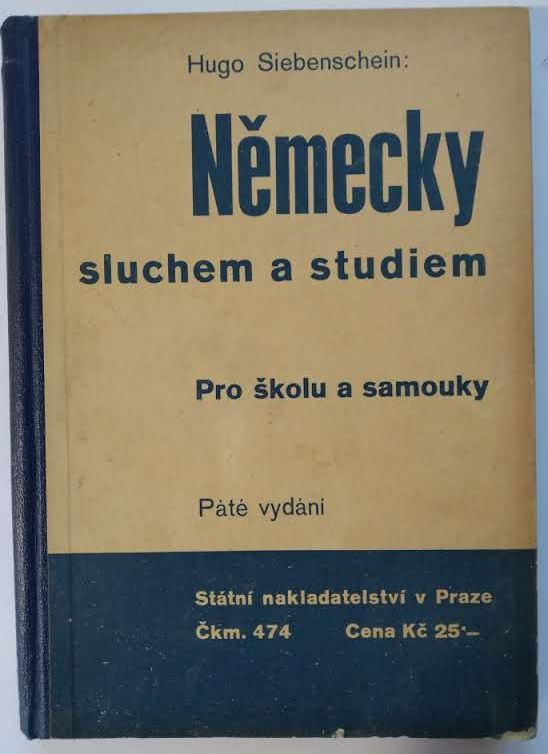 Hugo Siebenschein:
Německy
sluchem a studiem
Pro školu a samouky
Páté vydání
Státní nakladatelství v Praze
Čkm. 474 Cena Kč 25·—